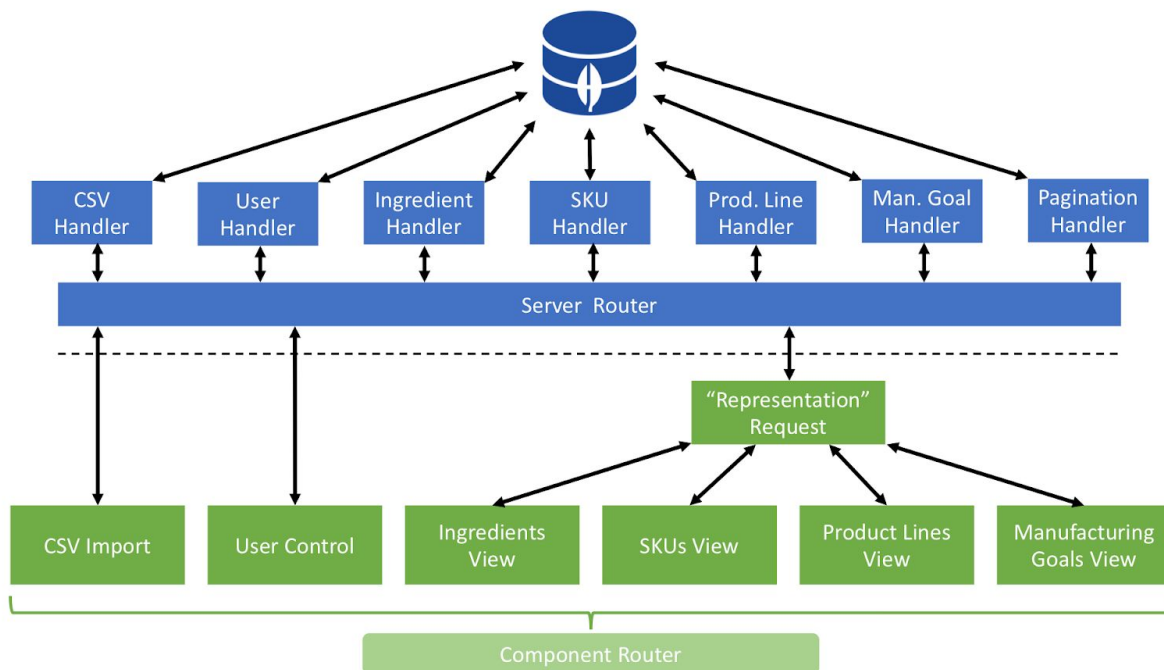 CSV
Handler
User
Handler
Ingredient
Handler
SKU
Handler
Prod. Line
Handler
Man. Goal
Handler
Pagination
Handler
Server Router
“Representation”
Request
CSV Import
User Control
Ingredients
View
SKUs View
Product Lines
View
Manufacturing
Goals View
Component Router